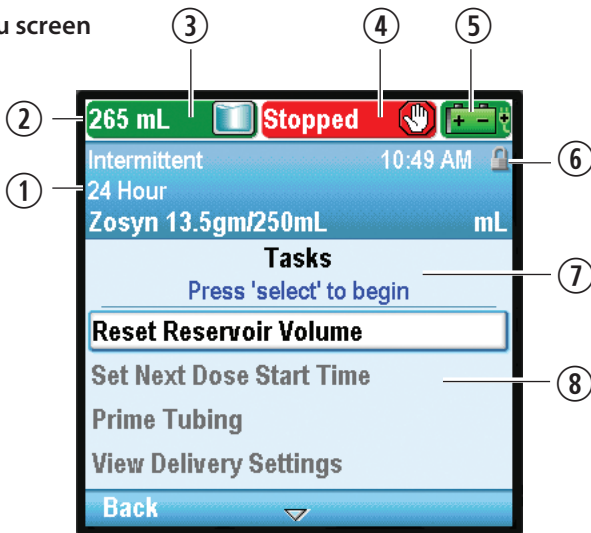 u screen
③ ④ ⑤
② 265 mL Stopped
Intermittent 10:49 AM ⑥
① 24 Hour
Zosyn 13.5gm/250mL mL
Tasks ⑦
Press 'select' to begin
Reset Reservoir Volume
Set Next Dose Start Time ⑧
Prime Tubing
View Delivery Settings
Back